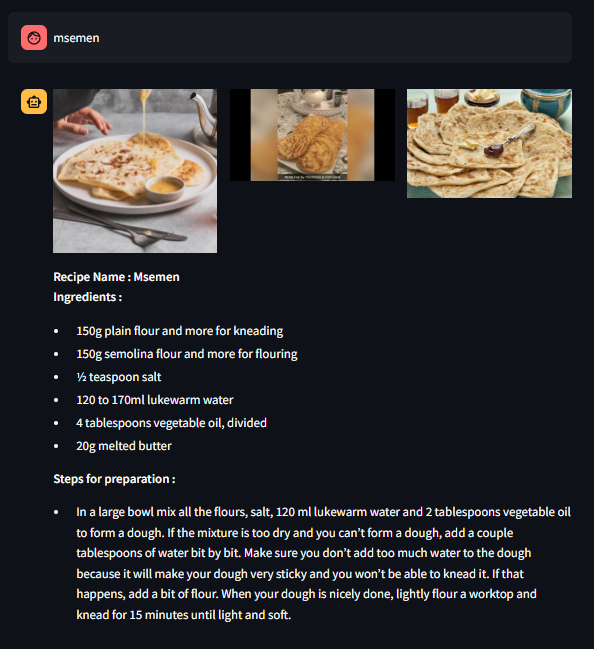 msemen
Recipe Name : Msemen
Ingredients :
• 150g plain flour and more for kneading
• 150g semolina flour and more for flouring
• ½ teaspoon salt
• 120 to 170ml lukewarm water
• 4 tablespoons vegetable oil, divided
• 20g melted butter
Steps for preparation :
• In a large bowl mix all the flours, salt, 120 ml lukewarm water and 2 tablespoons vegetable oil
to form a dough. If the mixture is too dry and you can’t form a dough, add a couple
tablespoons of water bit by bit. Make sure you don’t add too much water to the dough
because it will make your dough very sticky and you won’t be able to knead it. If that
happens, add a bit of flour. When your dough is nicely done, lightly flour a worktop and
knead for 15 minutes until light and soft.